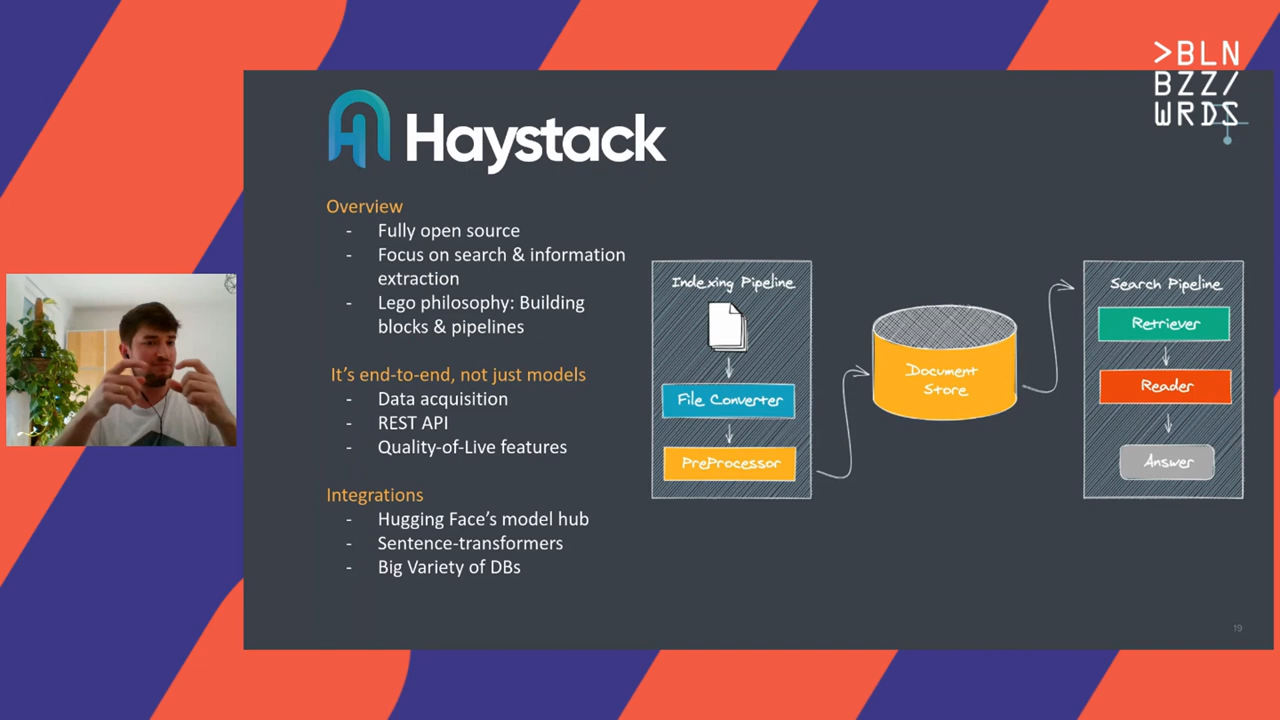 >BLN
BZZ/
WRDS
Haystack
Overview
- Fully open source
- Focus on search & information
extraction
- Lego philosophy: Building
blocks & pipelines
It's end-to-end, not just models
- Data acquisition
- REST API
- Quality-of-Live features
Integrations
- Hugging Face's model hub
- Sentence-transformers
- Big Variety of DBs
Indexing Pipeline
File Converter
PreProcessor
Document
Store
Search Pipeline
Retriever
Reader
Answer
19